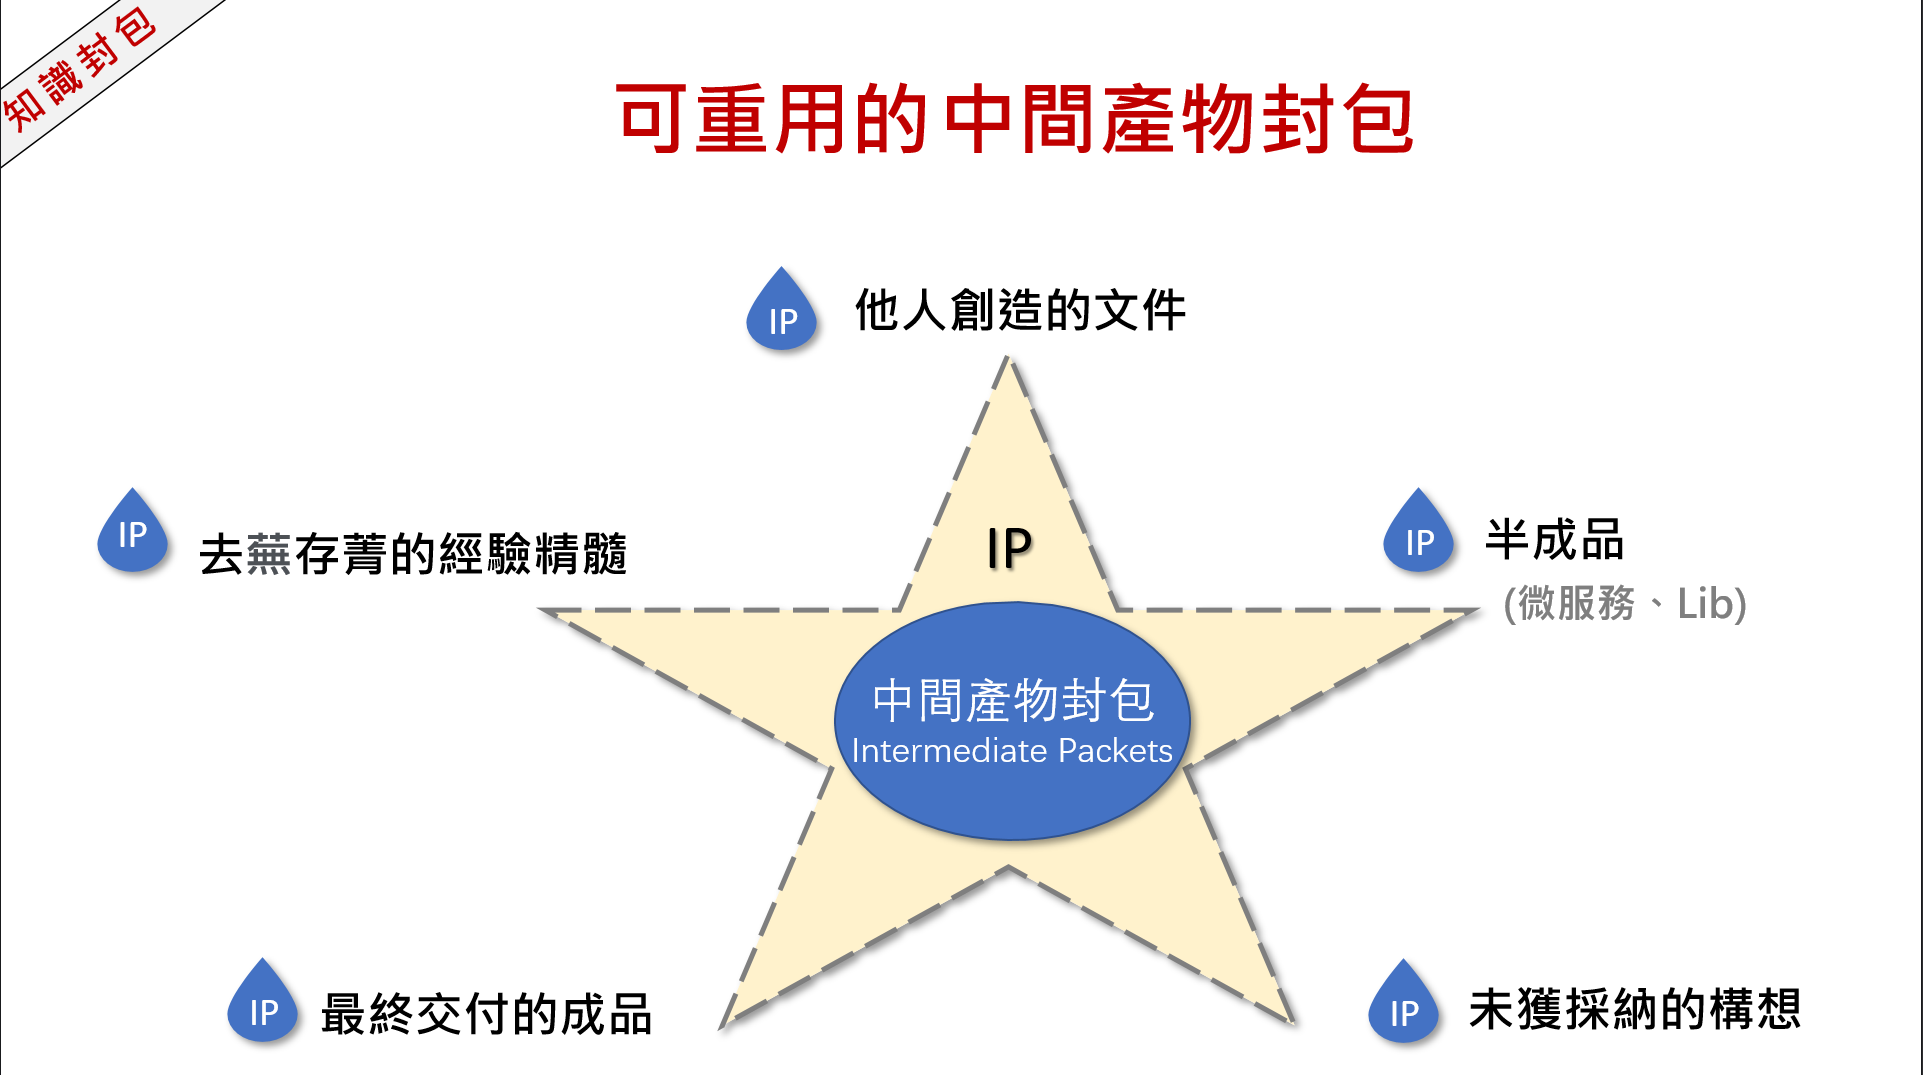 知識封包
可重用的中間產物封包
IP
他人創造的文件
IP
去蕪存菁的經驗精髓
IP
半成品
(微服務、Lib)
IP
中間產物封包
Intermediate Packets
IP
最終交付的成品
IP
未獲採納的構想